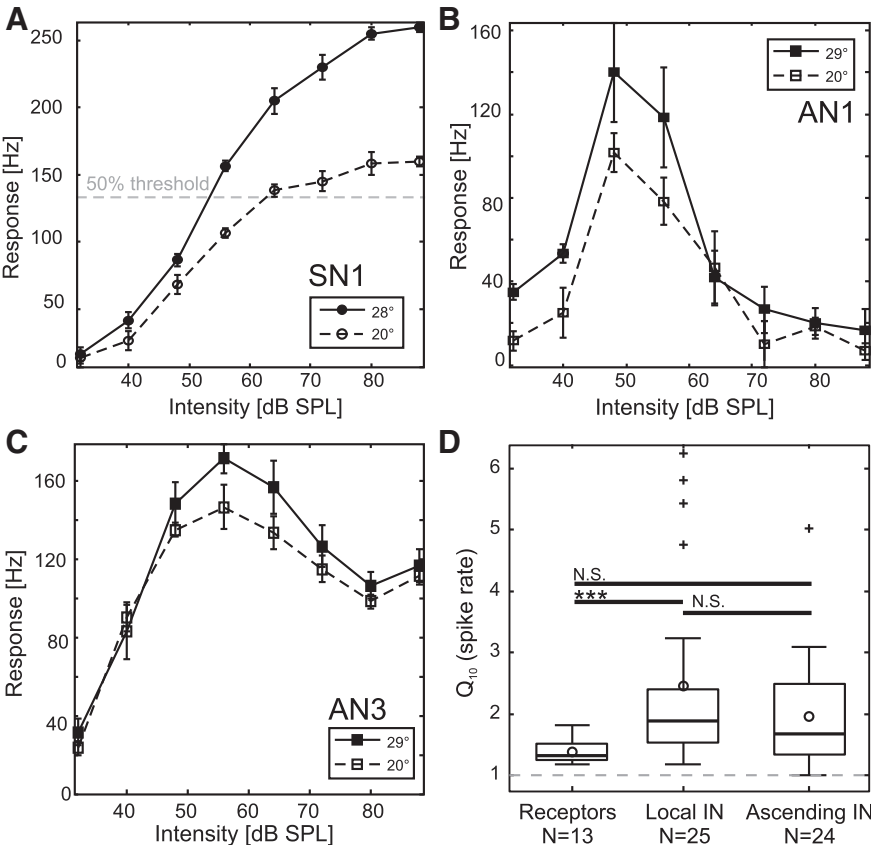 A
250
200
150
100
50
0
Response [Hz]
50% threshold
SN1
28°
20°
40 50 60 70 80
Intensity [dB SPL]
B
160
120
80
40
0
Response [Hz]
29°
20°
AN1
40 50 60 70 80
Intensity [dB SPL]
C
160
120
80
40
0
Response [Hz]
AN3
29°
20°
40 50 60 70 80
Intensity [dB SPL]
D
6
5
4
3
2
1
Q10 (spike rate)
N.S.
***
N.S.
Receptors Local IN Ascending IN
N=13 N=25 N=24